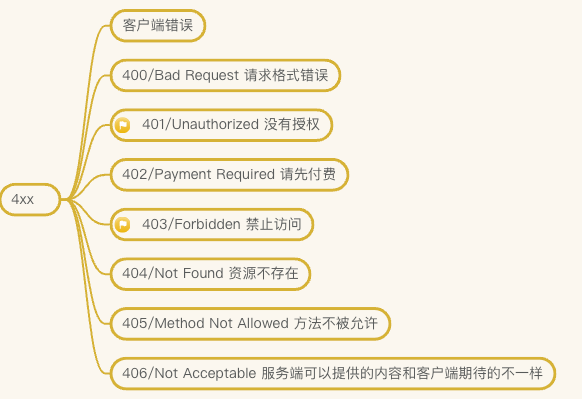 客户端错误
400/Bad Request 请求格式错误
401/Unauthorized 没有授权
402/Payment Required 请先付费
4xx
403/Forbidden 禁止访问
404/Not Found 资源不存在
405/Method Not Allowed 方法不被允许
406/Not Acceptable 服务端可以提供的内容和客户端期待的不一样